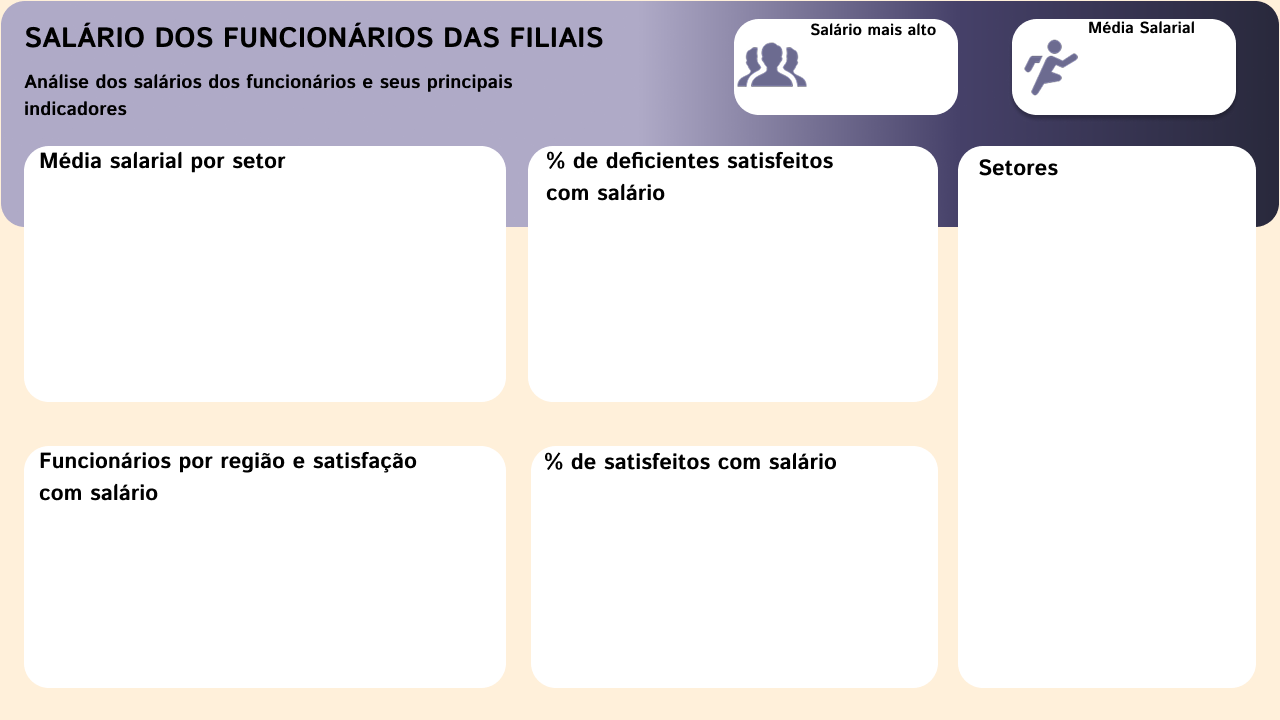 SALÁRIO DOS FUNCIONÁRIOS DAS FILIAIS
Análise dos salários dos funcionários e seus principais
indicadores
Salário mais alto
Média Salarial
Média salarial por setor
% de deficientes satisfeitos
com salário
Setores
Funcionários por região e satisfação
com salário
% de satisfeitos com salário